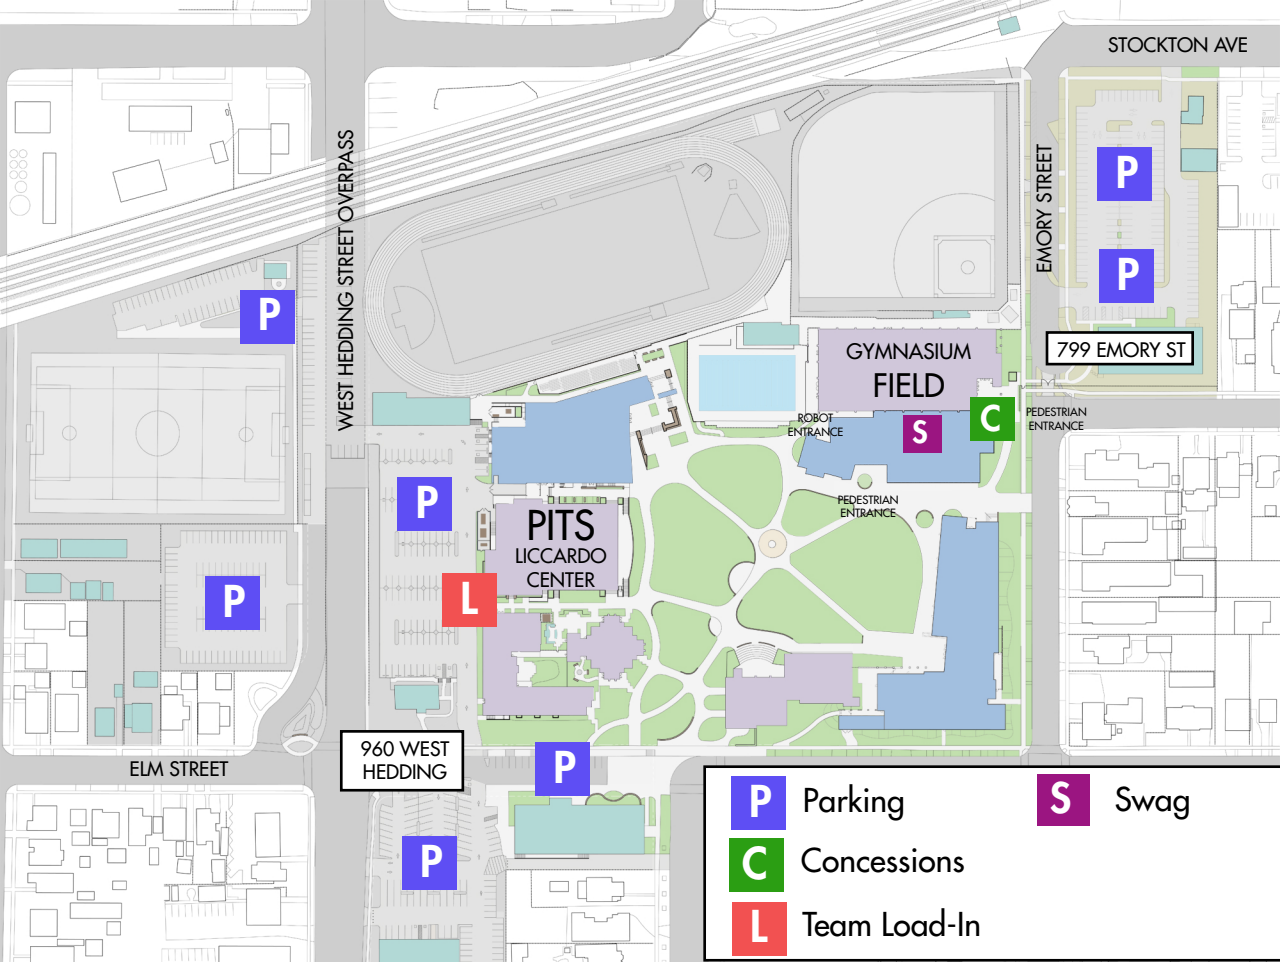 STOCKTON AVE
WEST HEDDING STREET OVERPASS
EMORY STREET
P
P
P
799 EMORY ST
GYMNASIUM
FIELD
C
S
ROBOT
ENTRANCE
PEDESTRIAN
ENTRANCE
P
PEDESTRIAN
ENTRANCE
PITS
LICCARDO
CENTER
P
L
960 WEST
HEDDING
P
ELM STREET
P
P Parking
S Swag
C Concessions
L Team Load-In